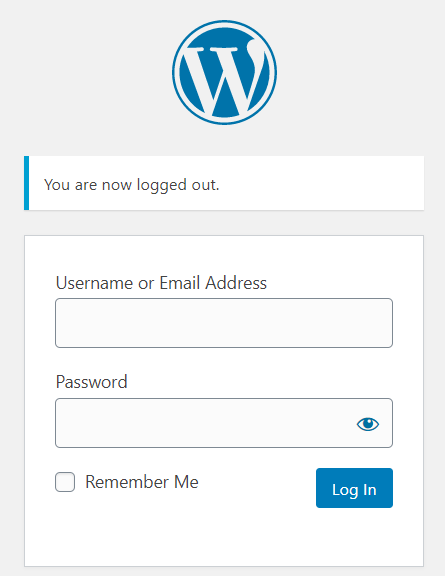 You are now logged out.
Username or Email Address
Password
Remember Me
Log In